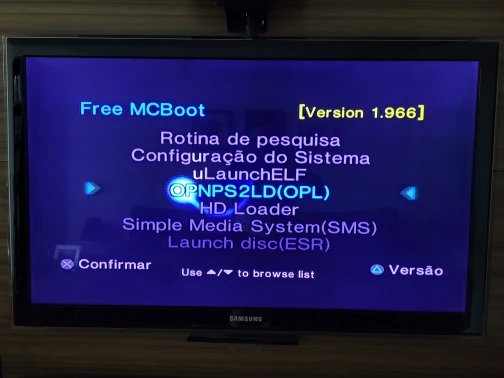 Free MCBoot
[Version 1.966]
Rotina de pesquisa
Configuração do Sistema
uLaunchELF
OPNPS2LD(OPL)
HD Loader
Simple Media System(SMS)
Launch disc(ESR)
Confirmar
Use ▲/▼ to browse list
Versão
SAMSUNG